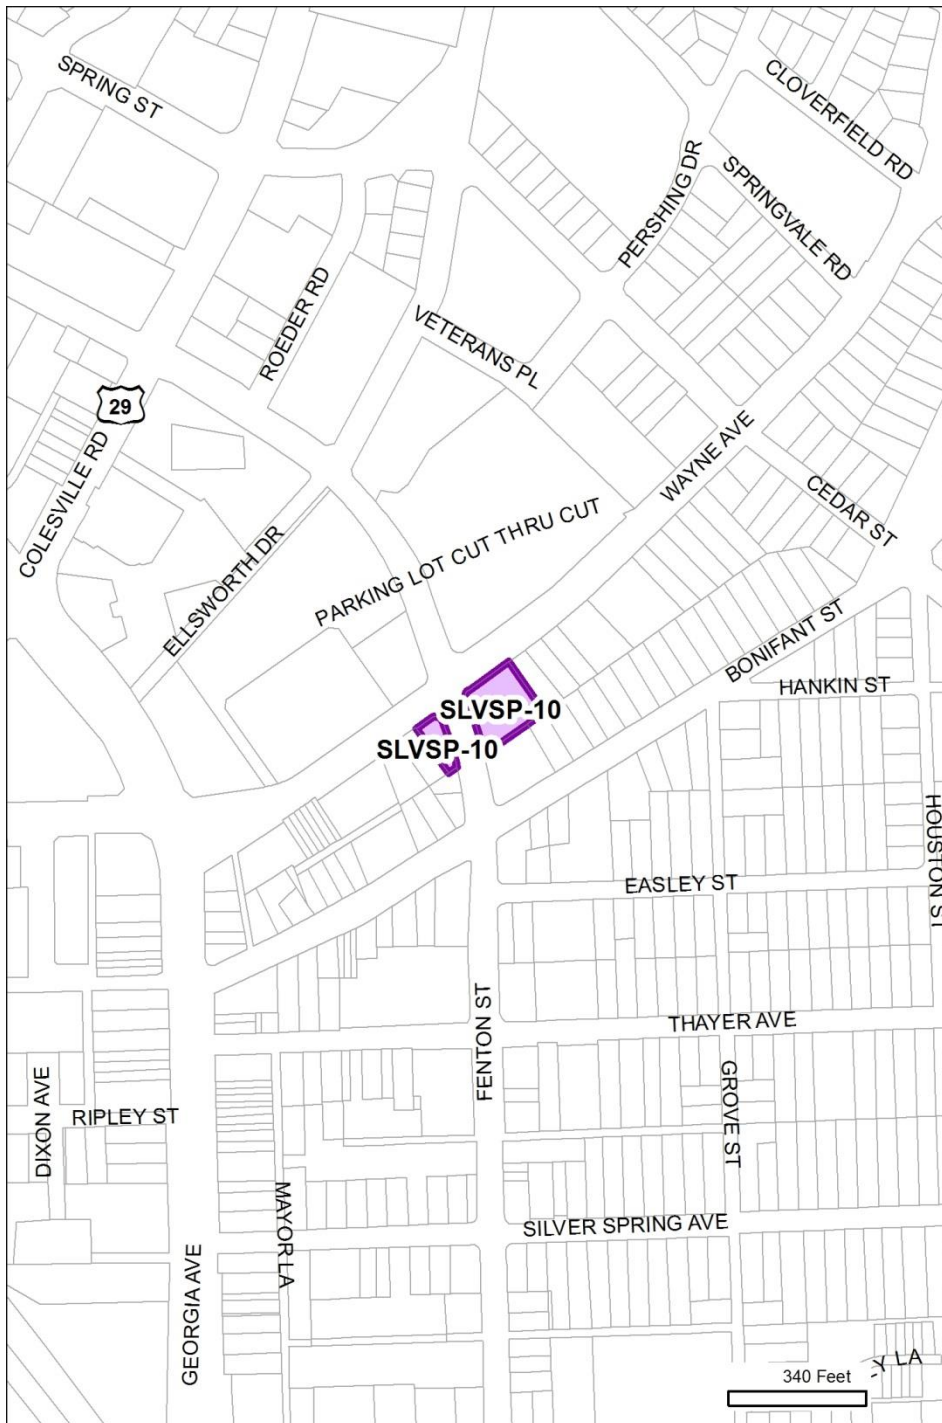 SPRING ST
CLOVERFIELD RD
PERSHING DR
SPRINGVALE RD
ROEDER RD
VETERANS PL
29
COLESVILLE RD
WAYNE AVE
CEDAR ST
PARKING LOT CUT THRU CUT
ELLSWORTH DR
BONIFANT ST
HANKIN ST
SLVSP-10
SLVSP-10
HOUSTON ST
EASLEY ST
FENTON ST
THAYER AVE
DIXON AVE
RIPLEY ST
GROVE ST
MAYOR LA
SILVER SPRING AVE
GEORGIA AVE
Y LA
340 Feet